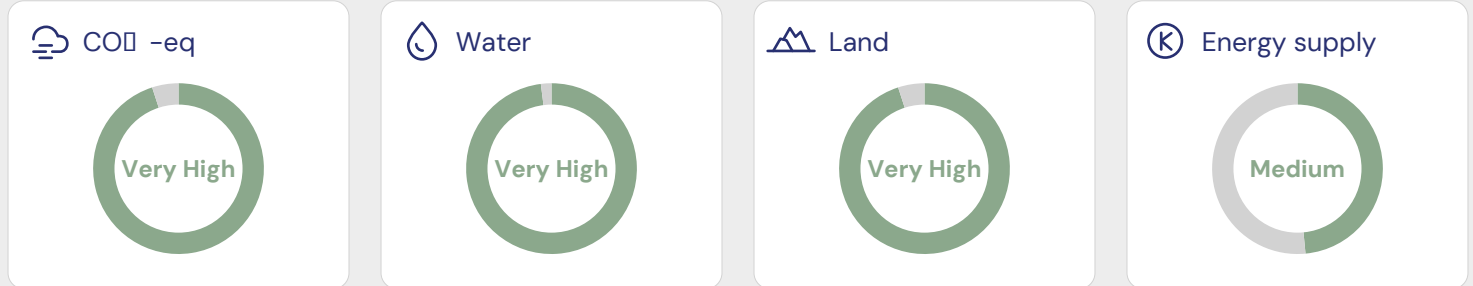 CO▯ -eq
Water
Land
Energy supply
Very High
Very High
Very High
Medium